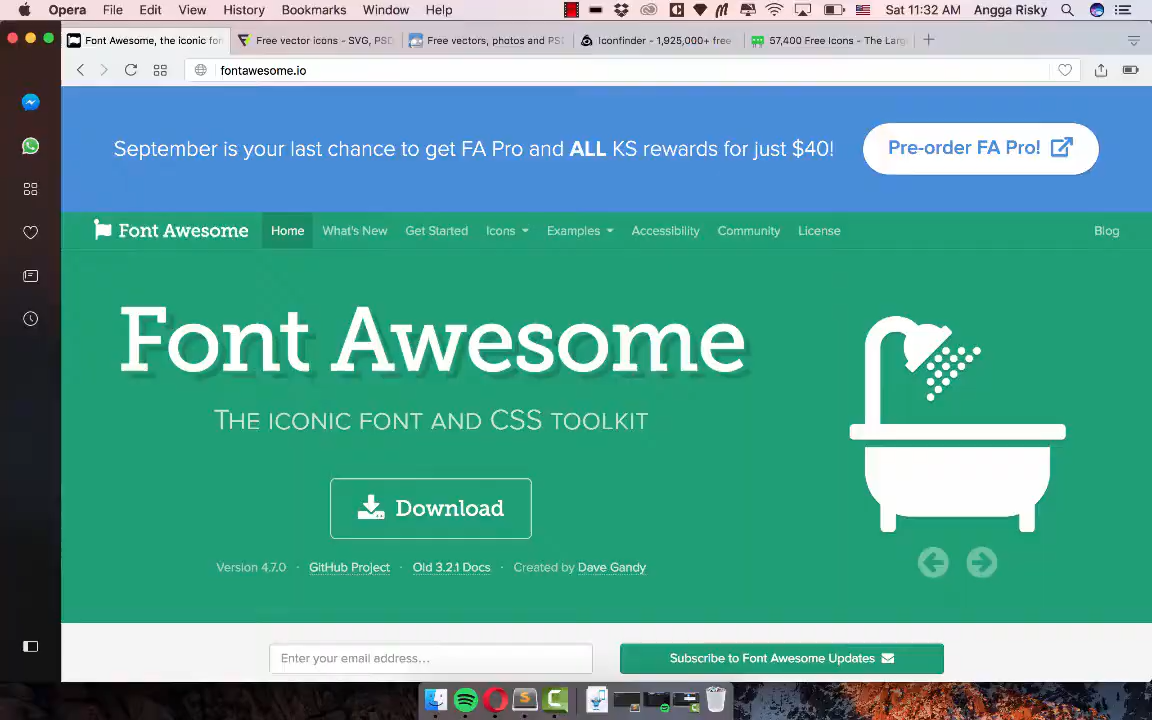 Opera File Edit View History Bookmarks Window Help Sat 11:32 AM Angga Risky
Font Awesome, the iconic fon Free vector icons - SVG, PSD Free vectors, photos and PSD Iconfinder - 1,925,000+ free 57,400 Free Icons - The Larg
fontawesome.io
September is your last chance to get FA Pro and ALL KS rewards for just $40! Pre-order FA Pro!
Font Awesome Home What's New Get Started Icons Examples Accessibility Community License Blog
Font Awesome
The iconic font and CSS toolkit
Download
Version 4.7.0 · GitHub Project · Old 3.2.1 Docs · Created by Dave Gandy
Enter your email address... Subscribe to Font Awesome Updates